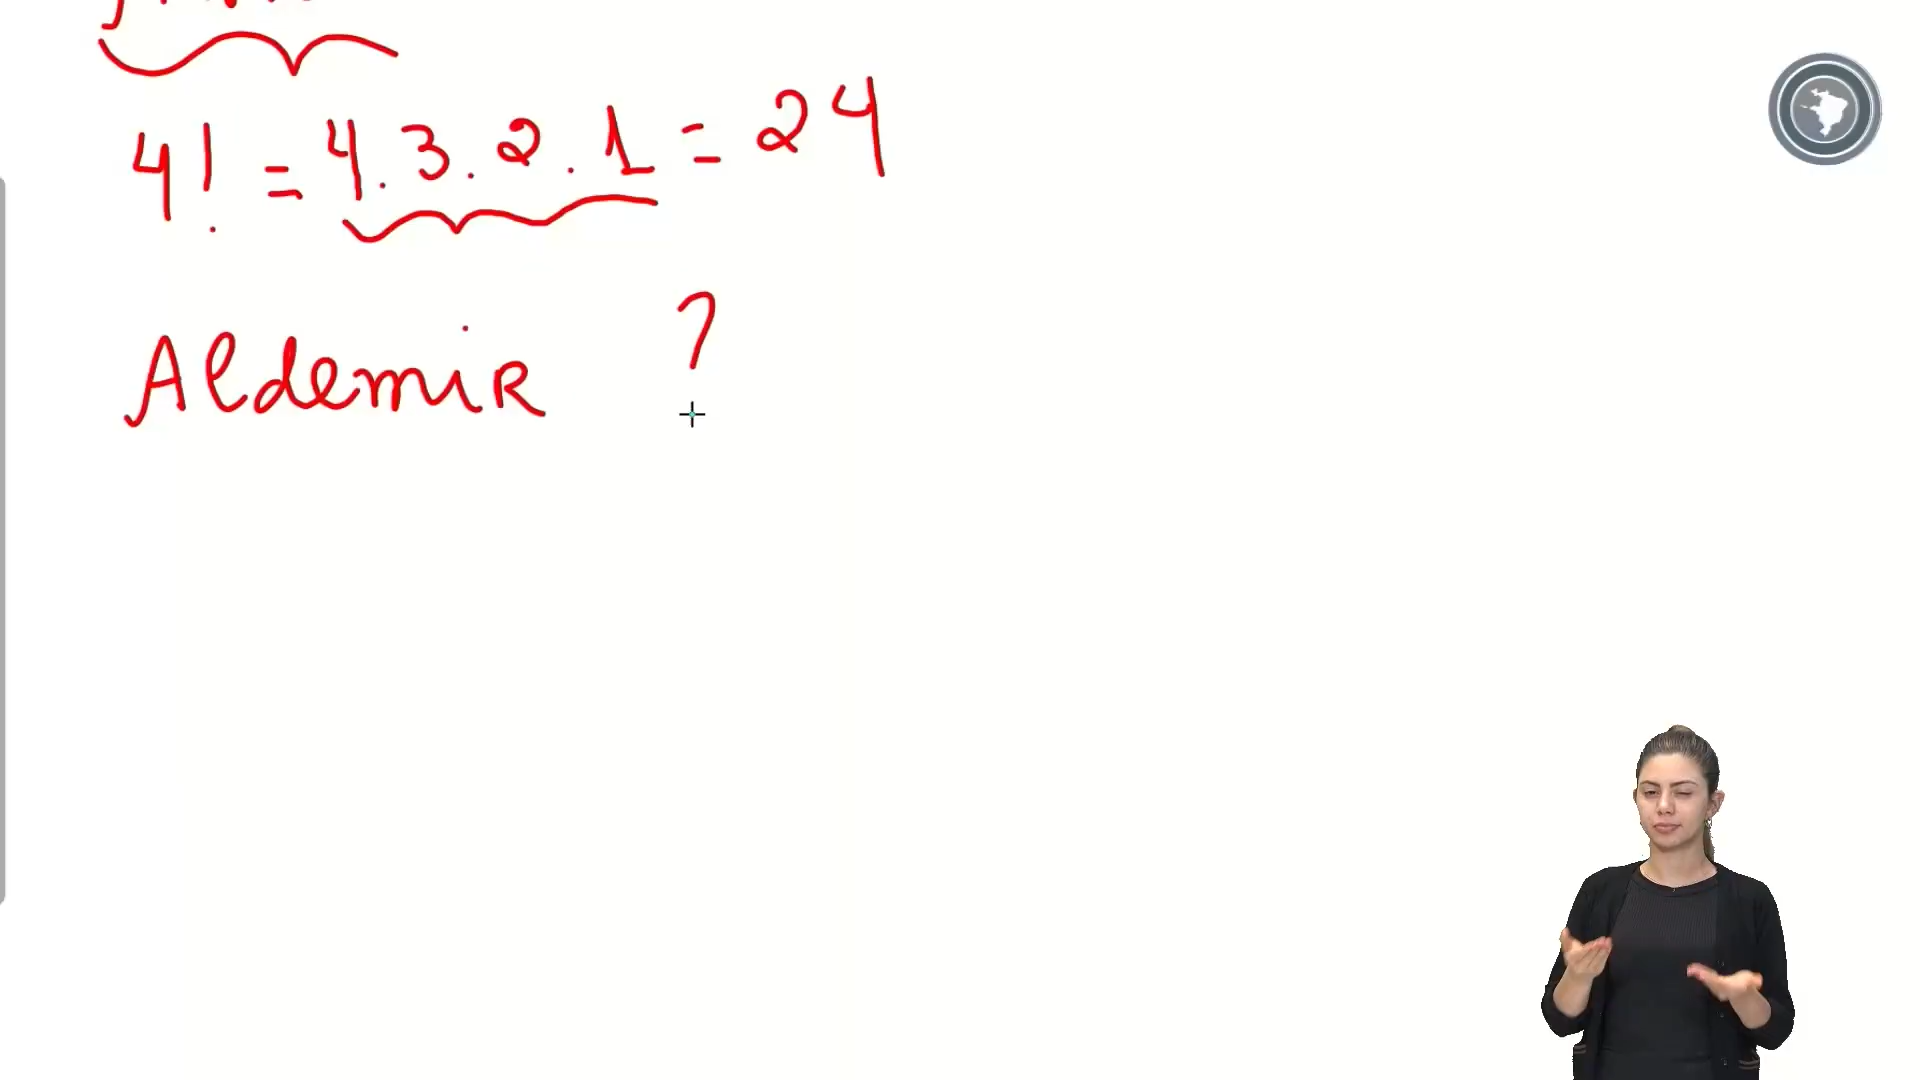 4! = 4.3.2.1 = 24
AldemiR ?